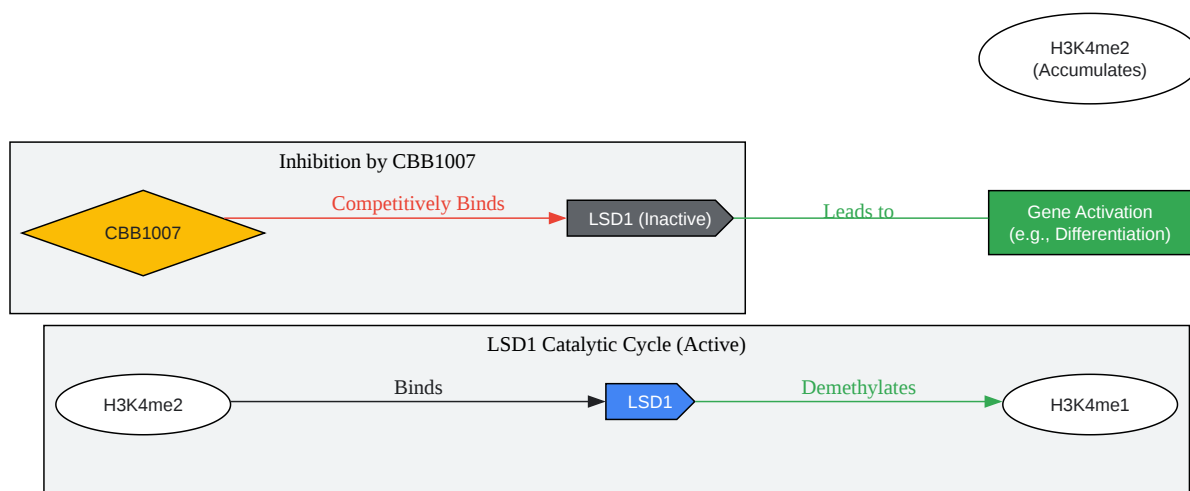 H3K4me2
(Accumulates)
Inhibition by CBB1007
CBB1007
Competitively Binds
LSD1 (Inactive)
Leads to
Gene Activation
(e.g., Differentiation)
LSD1 Catalytic Cycle (Active)
H3K4me2
Binds
LSD1
Demethylates
H3K4me1